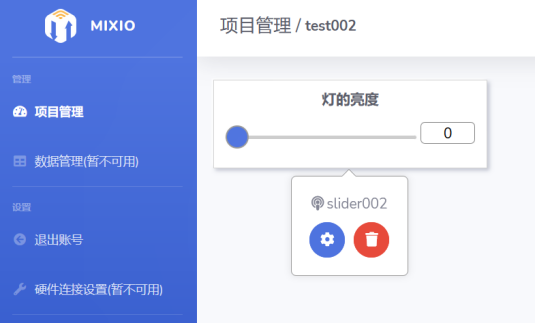 MIXIO
管理
项目管理
数据管理(暂不可用)
设置
退出账号
硬件连接设置(暂不可用)
项目管理 / test002
灯的亮度
0
slider002